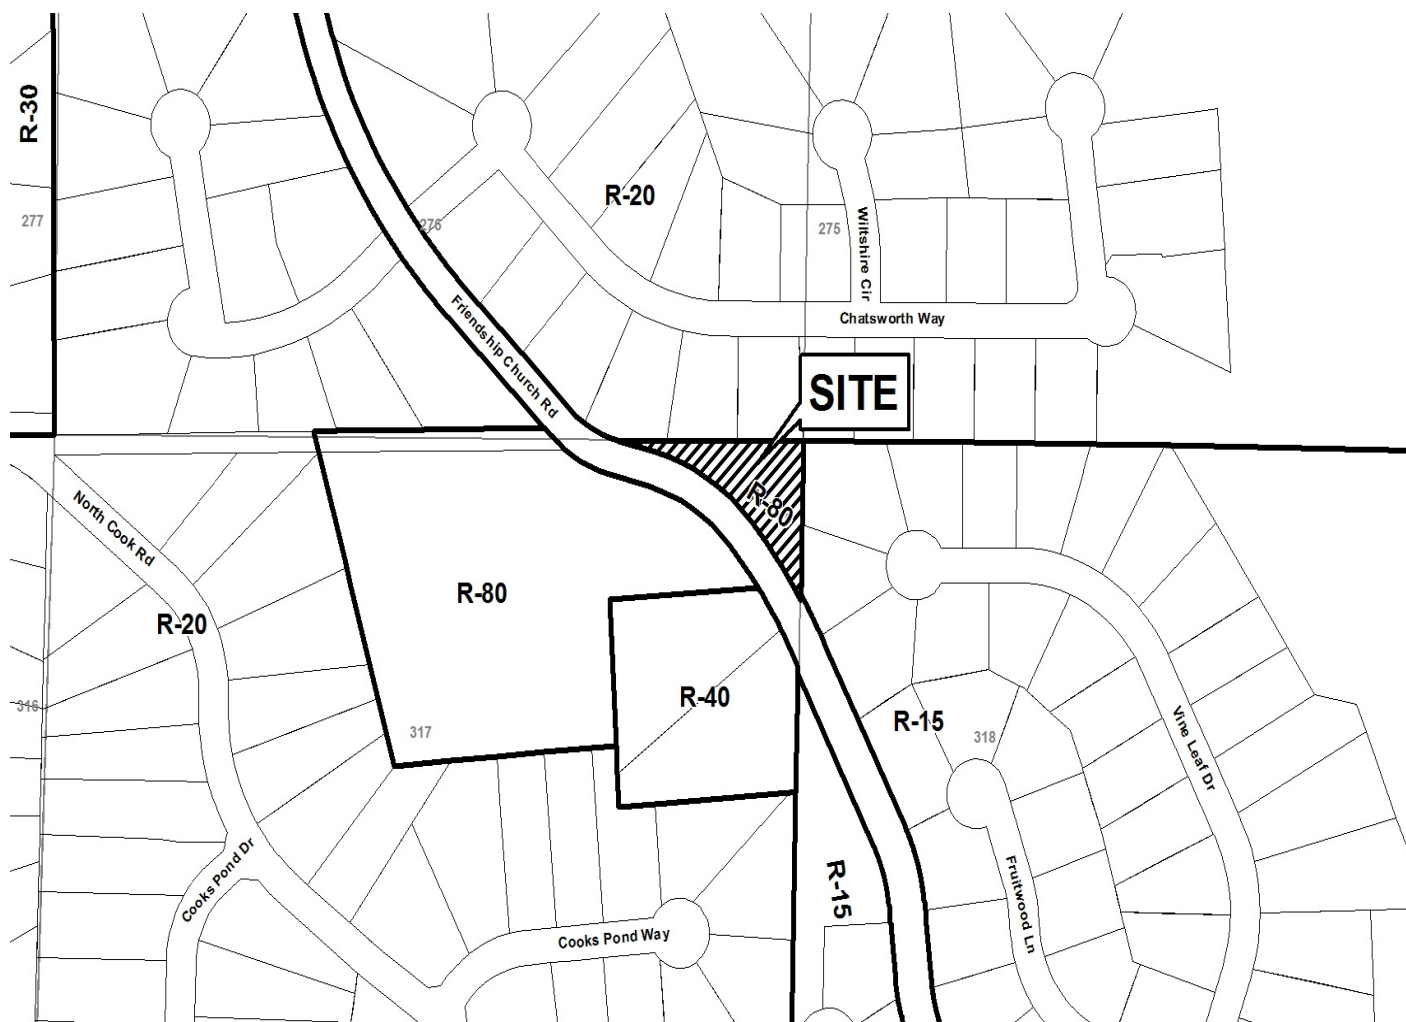 R-30
277
276
R-20
275
Wiltshire Cir
Chatsworth Way
Friendship Church Rd
SITE
R-80
North Cook Rd
R-20
R-80
R-40
316
317
R-15
318
Vine Leaf Dr
Cooks Pond Dr
R-15
Fruitwood Ln
Cooks Pond Way